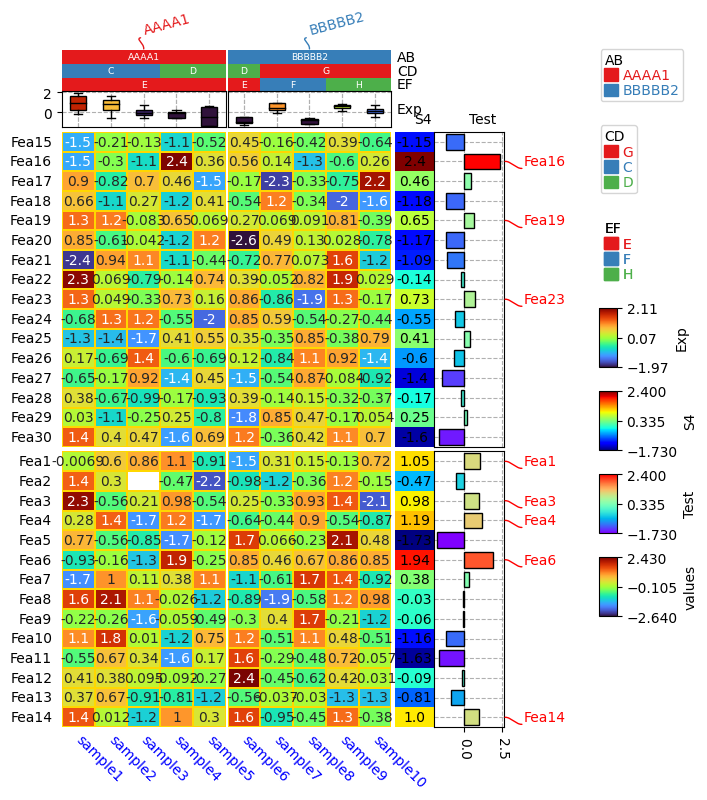 AAAA1 BBBBB2
AAAA1 BBBBB2 AB
C D D G CD
E E F H EF
2
0
Exp
S4 Test
Fea15 -1.5 -0.21 -0.13 -1.1 -0.52 0.45 -0.16 -0.42 0.39 -0.64 -1.15
Fea16 -1.5 -0.3 -1.1 2.4 0.36 0.56 0.14 -1.3 -0.6 0.26 2.4 Fea16
Fea17 0.9 -0.82 0.7 0.46 -1.5 -0.17 -2.3 -0.33 -0.75 2.2 0.46
Fea18 0.66 -1.1 0.27 -1.2 0.41 -0.54 1.2 -0.34 -2 -1.6 -1.18
Fea19 1.3 1.2 -0.083 0.65 0.069 0.27 0.069 0.091 0.81 -0.39 0.65 Fea19
Fea20 0.85 -0.61 0.042 -1.2 1.2 -2.6 0.49 0.13 0.028 -0.78 -1.17
Fea21 -2.4 0.94 1.1 -1.1 -0.44 -0.72 0.77 0.073 1.6 -1.2 -1.09
Fea22 2.3 0.069 -0.79 -0.14 0.74 0.39 0.052 0.82 1.9 0.029 -0.14
Fea23 1.3 0.049 -0.33 0.73 0.16 0.86 -0.86 -1.9 1.3 -0.17 0.73 Fea23
Fea24 -0.68 1.3 1.2 -0.55 -2 0.85 0.59 -0.54 -0.27 -0.44 -0.55
Fea25 -1.3 -1.4 -1.7 0.41 0.55 0.35 -0.35 0.85 -0.38 0.79 0.41
Fea26 0.17 -0.69 1.4 -0.6 -0.69 0.12 -0.84 1.1 0.92 -1.4 -0.6
Fea27 -0.65 -0.17 0.92 -1.4 0.45 -1.5 -0.54 0.87 -0.084 -0.92 -1.4
Fea28 0.38 -0.67 -0.99 -0.17 -0.93 0.39 -0.14 0.15 -0.32 -0.37 -0.17
Fea29 0.03 -1.1 -0.25 0.25 -0.8 -1.8 0.85 0.47 -0.17 0.054 0.25
Fea30 1.4 0.4 0.47 -1.6 0.69 1.2 -0.36 0.42 1.1 0.7 -1.6
Fea1 -0.0069 0.6 0.86 1.1 -0.91 -1.5 0.31 0.15 -0.13 0.72 1.05 Fea1
Fea2 1.4 0.3 -0.47 -2.2 -0.98 -1.2 -0.36 1.2 -0.15 -0.47
Fea3 2.3 -0.56 0.21 0.98 -0.54 0.25 -0.33 0.93 1.4 -2.1 0.98 Fea3
Fea4 0.28 1.4 -1.7 1.2 -1.7 -0.64 -0.44 0.9 -0.54 -0.87 1.19 Fea4
Fea5 0.77 -0.56 -0.85 -1.7 -0.12 1.7 0.066 -0.23 2.1 0.48 -1.72
Fea6 -0.93 -0.16 -1.3 1.9 -0.25 0.85 0.46 0.67 0.86 0.85 1.94 Fea6
Fea7 -1.7 1 0.11 0.38 1.1 -1.1 -0.61 1.7 1.4 -0.92 0.38
Fea8 1.6 2.1 1.1 -0.026 -1.2 -0.89 -1.9 -0.58 1.2 0.98 -0.03
Fea9 -0.22 -0.26 -1.6 -0.059 -0.49 -0.3 0.4 1.7 -0.21 -1.2 -0.06
Fea10 1.1 1.8 0.01 -1.2 0.75 1.2 -0.51 1.1 0.48 -0.51 -1.16
Fea11 -0.55 0.67 0.34 -1.6 0.17 1.6 -0.29 -0.48 0.72 -0.057 -1.63
Fea12 0.41 0.38 0.095 -0.092 -0.27 2.4 -0.45 -0.62 0.42 -0.031 -0.09
Fea13 0.37 0.67 -0.91 -0.81 -1.2 -0.56 -0.037 0.03 -1.3 -1.3 -0.81
Fea14 1.4 0.012 -1.2 1 0.3 1.6 -0.95 -0.45 1.3 -0.38 1.0 Fea14
sample1 sample2 sample3 sample4 sample5 sample6 sample7 sample8 sample9 sample10
0.0 2.5
AB
AAAA1
BBBBB2
CD
G
C
D
EF
E
F
H
2.11
0.07
-1.97
Exp
2.400
0.335
-1.730
S4
2.400
0.335
-1.730
Test
2.430
-0.105
-2.640
values